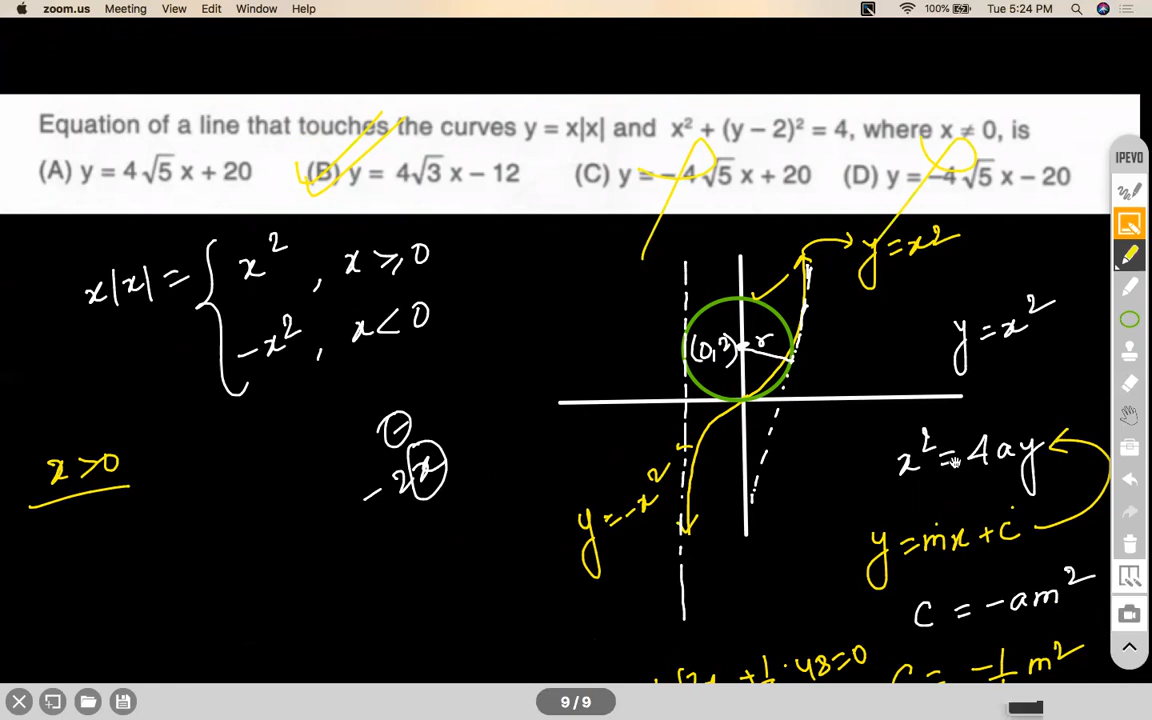 zoom.us Meeting View Edit Window Help 100% Tue 5:24 PM
Equation of a line that touches the curves y = x|x| and x² + (y – 2)² = 4, where x ≠ 0, is
(A) y = 4√5 x + 20 (B) y = 4√3 x – 12 (C) y = –4√5 x + 20 (D) y = –4√5 x – 20
IPEVO
x|x| = { x², x ≥ 0
-x², x < 0
y = x²
(0,2) r
y = x²
x² = 4ay
x > 0
-2x
y = -x²
y = mx + c
c = -am²
9 / 9